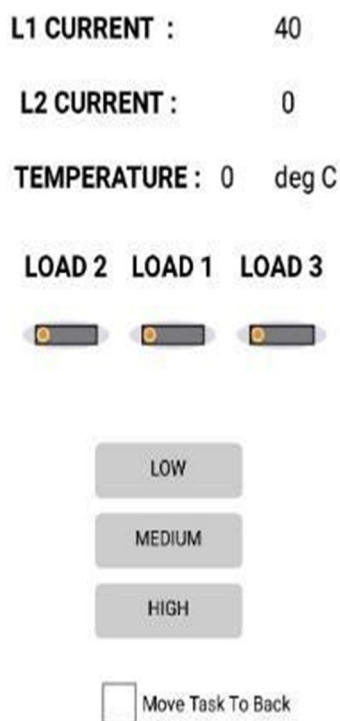 L1 CURRENT : 40
L2 CURRENT : 0
TEMPERATURE : 0 deg C
LOAD 2 LOAD 1 LOAD 3
LOW
MEDIUM
HIGH
Move Task To Back